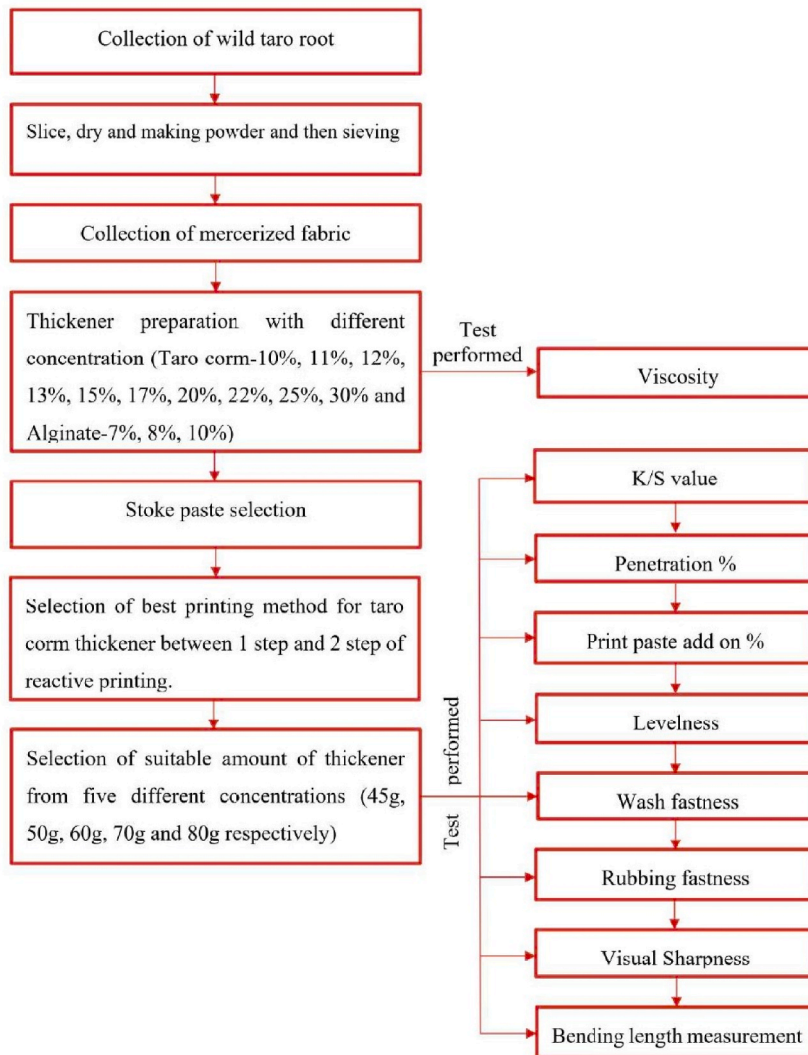 Collection of wild taro root
Slice, dry and making powder and then sieving
Collection of mercerized fabric
Thickener preparation with different
concentration (Taro corm-10%, 11%, 12%,
13%, 15%, 17%, 20%, 22%, 25%, 30% and
Alginate-7%, 8%, 10%)
Test
performed
Viscosity
Stoke paste selection
Selection of best printing method for taro
corm thickener between 1 step and 2 step of
reactive printing.
Selection of suitable amount of thickener
from five different concentrations (45g,
50g, 60g, 70g and 80g respectively)
Test performed
K/S value
Penetration %
Print paste add on %
Levelness
Wash fastness
Rubbing fastness
Visual Sharpness
Bending length measurement